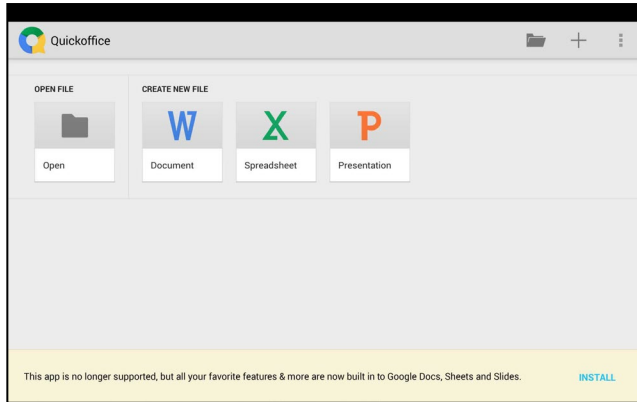 Quickoffice
OPEN FILE
CREATE NEW FILE
W
X
P
Open
Document
Spreadsheet
Presentation
This app is no longer supported, but all your favorite features & more are now built in to Google Docs, Sheets and Slides.
INSTALL